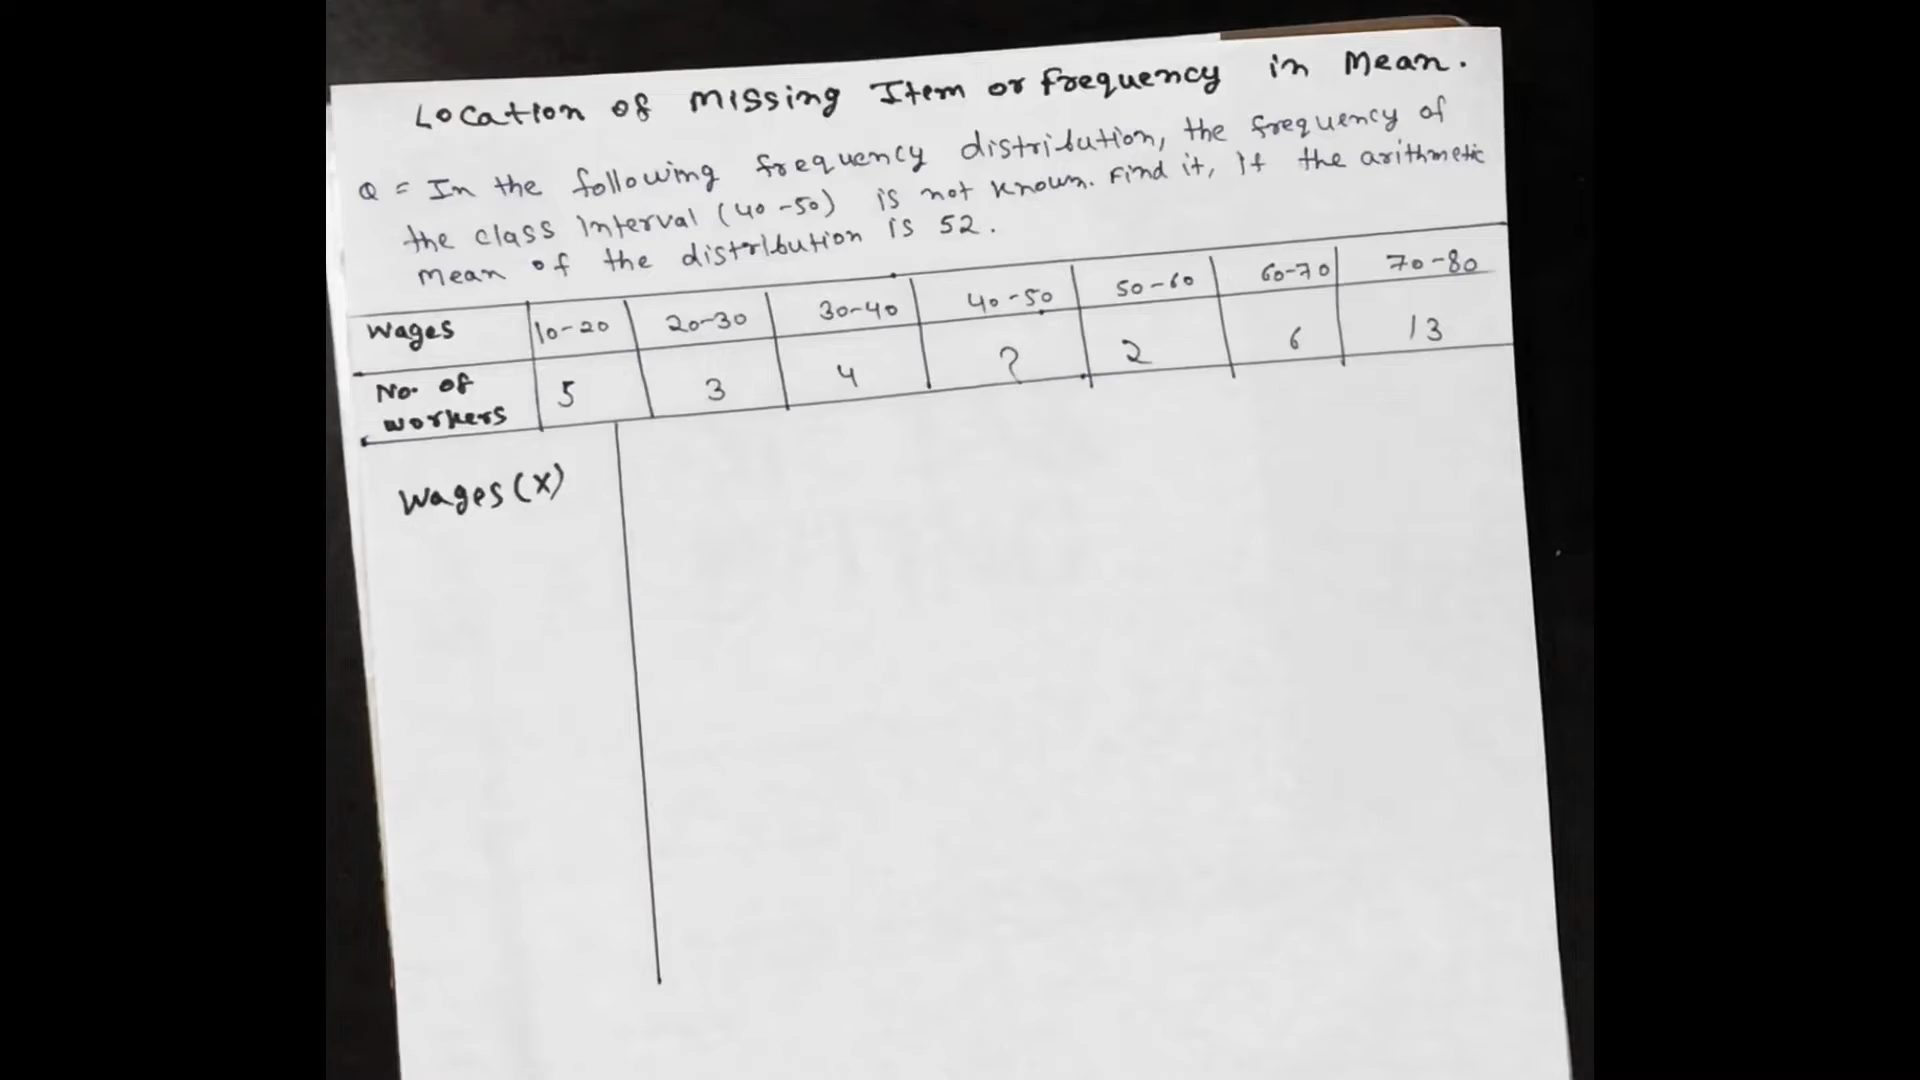 Location of Missing Item or frequency in Mean.
Q = In the following frequency distribution, the frequency of
the class interval (40-50) is not known. Find it, If the arithmetic
mean of the distribution is 52.
Wages 10-20 20-30 30-40 40-50 50-60 60-70 70-80
No. of workers 5 3 4 ? 2 6 13
Wages (X)